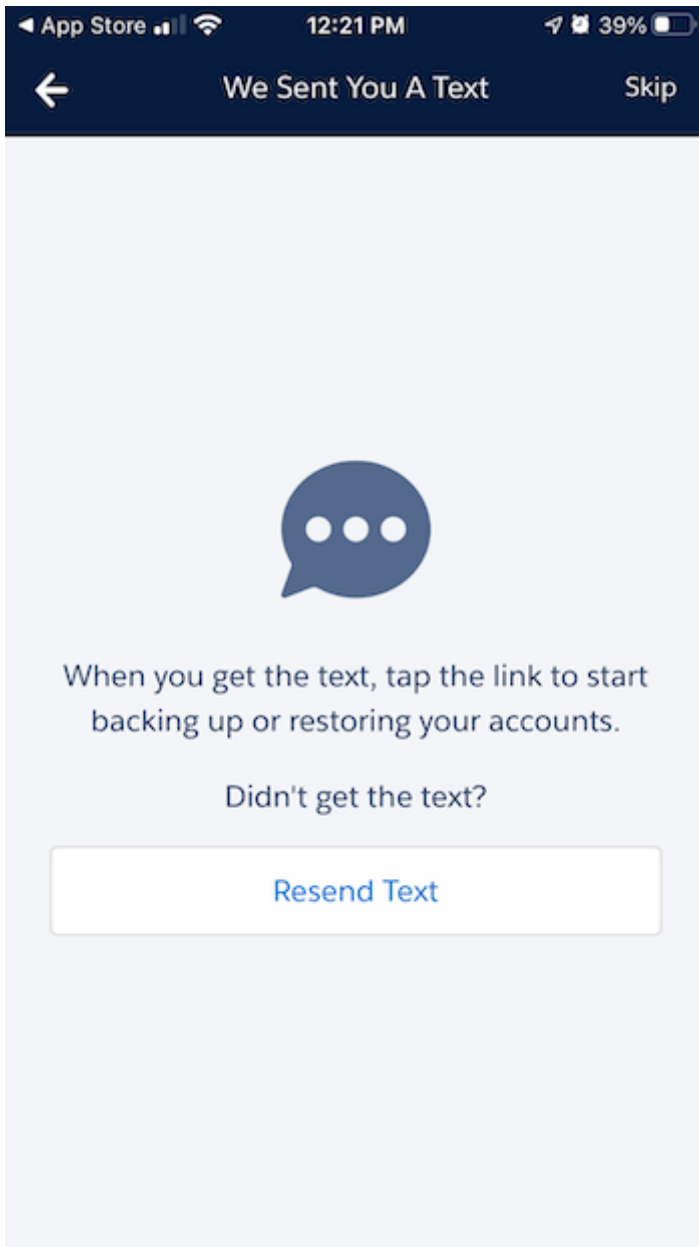 App Store 12:21 PM 39%
We Sent You A Text Skip
When you get the text, tap the link to start
backing up or restoring your accounts.
Didn't get the text?
Resend Text